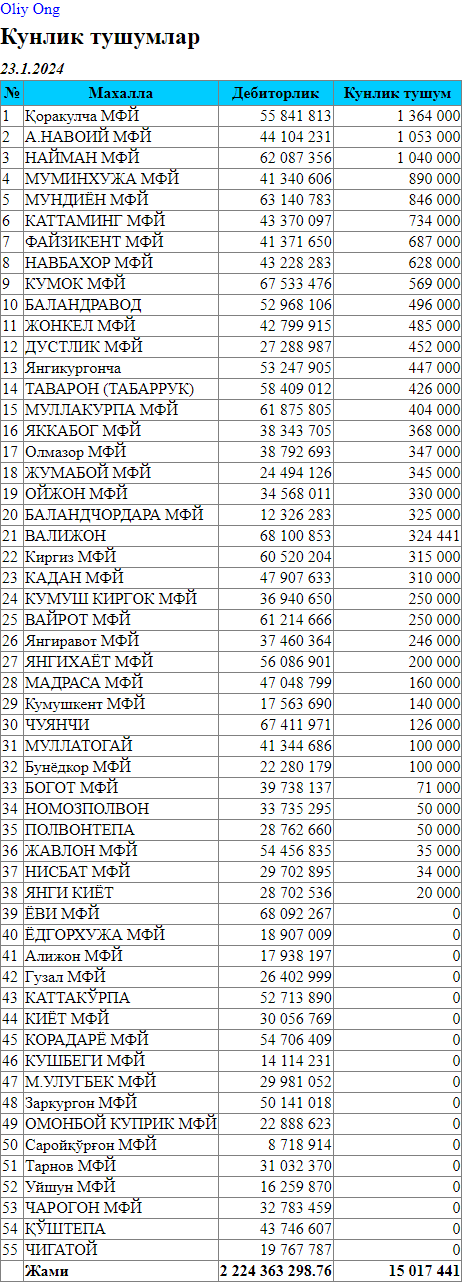 Oliy Ong
Кунлик тушумлар
23.1.2024
№ Махалла Дебиторлик Кунлик тушум
1 Қоракулча МФЙ 55 841 813 1 364 000
2 А.НАВОИЙ МФЙ 44 104 231 1 053 000
3 НАЙМАН МФЙ 62 087 356 1 040 000
4 МУМИНХУЖА МФЙ 41 340 606 890 000
5 МУНДИЁН МФЙ 63 140 783 846 000
6 КАТТАМИНГ МФЙ 43 370 097 734 000
7 ФАЙЗИКЕНТ МФЙ 41 371 650 687 000
8 НАВБАХОР МФЙ 43 228 283 628 000
9 КУМОК МФЙ 67 533 476 569 000
10 БАЛАНДРАВОД 52 968 106 496 000
11 ЖОНКЕЛ МФЙ 42 799 915 485 000
12 ДУСТЛИК МФЙ 27 288 987 452 000
13 Янгикургонча 53 247 905 447 000
14 ТАВАРОН (ТАБАРРУК) 58 409 012 426 000
15 МУЛЛАКУРПА МФЙ 61 875 805 404 000
16 ЯККАБОГ МФЙ 38 343 705 368 000
17 Олмазор МФЙ 38 792 693 347 000
18 ЖУМАБОЙ МФЙ 24 494 126 345 000
19 ОЙЖОН МФЙ 34 568 011 330 000
20 БАЛАНДЧОРДАРА МФЙ 12 326 283 325 000
21 ВАЛИЖОН 68 100 853 324 441
22 Киргиз МФЙ 60 520 204 315 000
23 КАДАН МФЙ 47 907 633 310 000
24 КУМУШ КИРГОК МФЙ 36 940 650 250 000
25 ВАЙРОТ МФЙ 61 214 666 250 000
26 Янгиравот МФЙ 37 460 364 246 000
27 ЯНГИХАЁТ МФЙ 56 086 901 200 000
28 МАДРАСА МФЙ 47 048 799 160 000
29 Кумушкент МФЙ 17 563 690 140 000
30 ЧУЯНЧИ 67 411 971 126 000
31 МУЛЛАТОГАЙ 41 344 686 100 000
32 Бунёдкор МФЙ 22 280 179 100 000
33 БОГОТ МФЙ 39 738 137 71 000
34 НОМОЗПОЛВОН 33 735 295 50 000
35 ПОЛВОНТЕПА 28 762 660 50 000
36 ЖАВЛОН МФЙ 54 456 835 35 000
37 НИСБАТ МФЙ 29 702 895 34 000
38 ЯНГИ КИЁТ 28 702 536 20 000
39 ЁВИ МФЙ 68 092 267 0
40 ЁДГОРХУЖА МФЙ 18 907 009 0
41 Алижон МФЙ 17 938 197 0
42 Гузал МФЙ 26 402 999 0
43 КАТТАКЎРПА 52 713 890 0
44 КИЁТ МФЙ 30 056 769 0
45 КОРАДАРЁ МФЙ 54 706 409 0
46 КУШБЕГИ МФЙ 14 114 231 0
47 М.УЛУГБЕК МФЙ 29 981 052 0
48 Заркургон МФЙ 50 141 018 0
49 ОМОНБОЙ КУПРИК МФЙ 22 888 623 0
50 Саройқўрғон МФЙ 8 718 914 0
51 Тарнов МФЙ 31 032 370 0
52 Уйшун МФЙ 16 259 870 0
53 ЧАРОГОН МФЙ 32 783 459 0
54 ҚЎШТЕПА 43 746 607 0
55 ЧИГАТОЙ 19 767 787 0
Жами 2 224 363 298.76 15 017 441